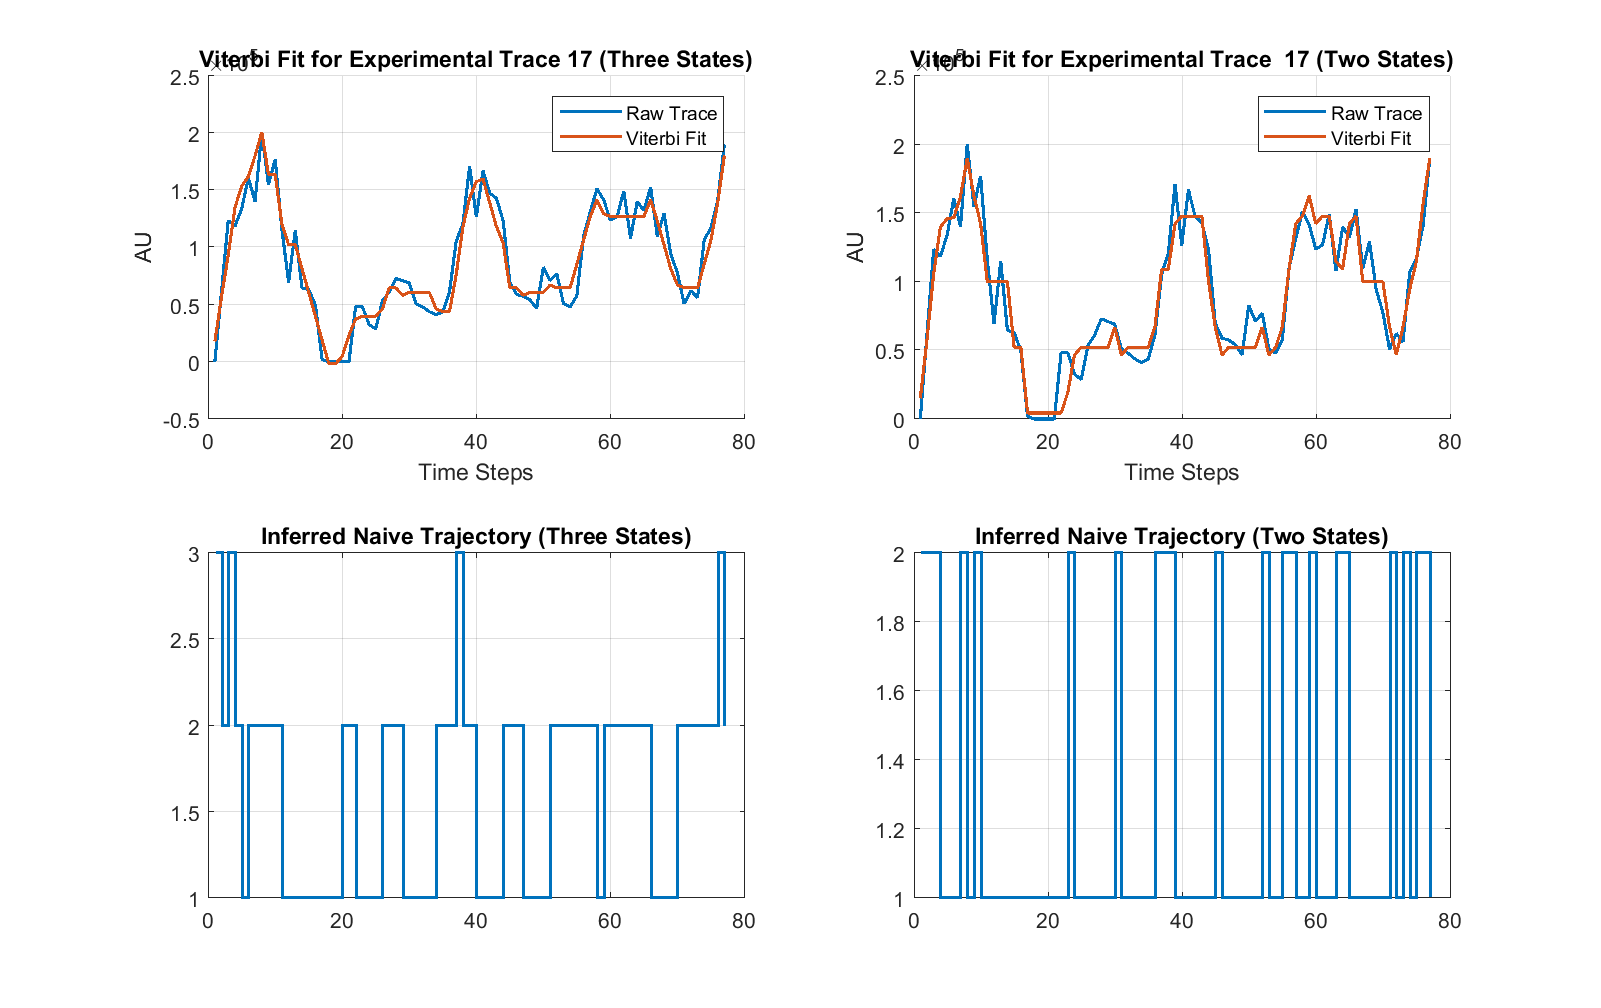 Viterbi Fit for Experimental Trace 17 (Three States)
×10^5
2.5
2
1.5
1
0.5
0
-0.5
AU
Raw Trace
Viterbi Fit
0 20 40 60 80
Time Steps
Viterbi Fit for Experimental Trace 17 (Two States)
×10^5
2.5
2
1.5
1
0.5
0
AU
Raw Trace
Viterbi Fit
0 20 40 60 80
Time Steps
Inferred Naive Trajectory (Three States)
3
2.5
2
1.5
1
0 20 40 60 80
Inferred Naive Trajectory (Two States)
2
1.8
1.6
1.4
1.2
1
0 20 40 60 80